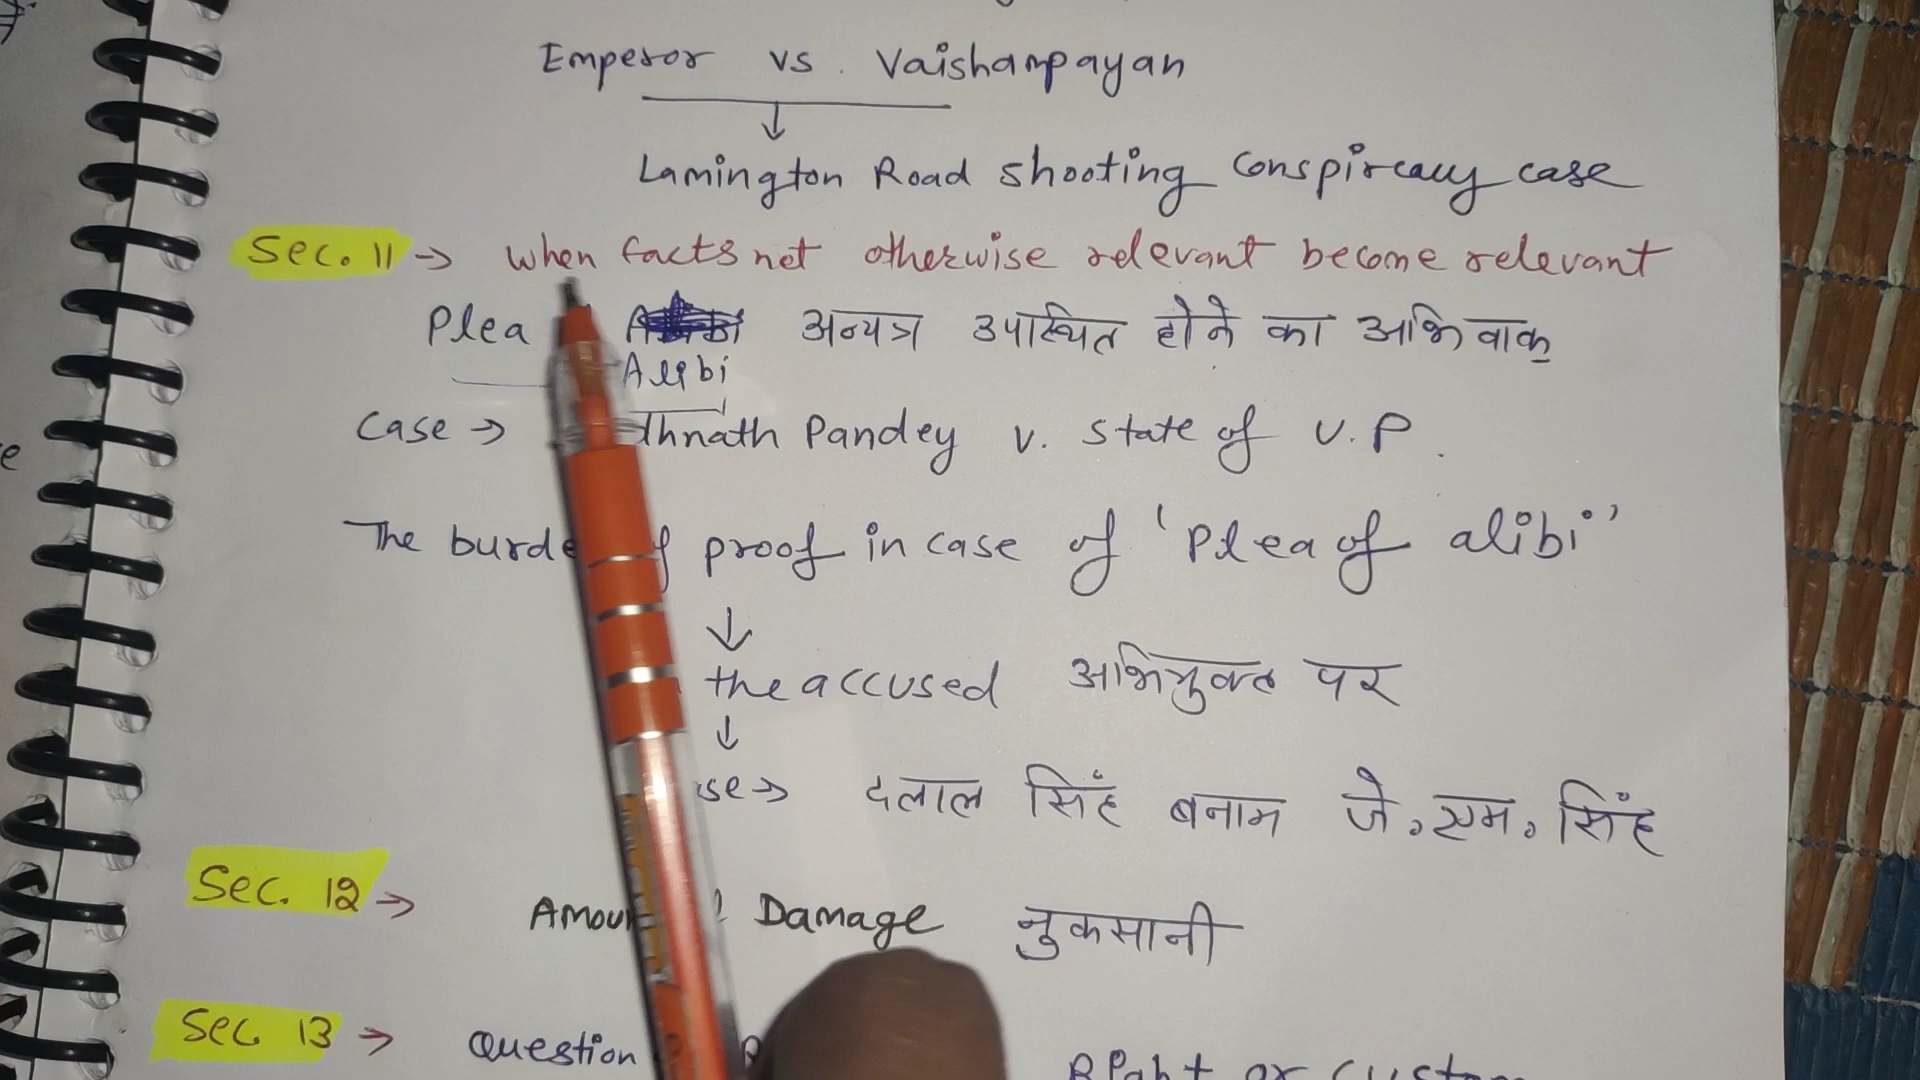 Emperor vs. Vaishampayan
Lamington Road Shooting Conspircauy case
Sec. 11 → when facts not otherwise relevant become relevant
Plea अन्यत्र उपस्थित होने का अभिवाक्
Alibi
Case → Pandey v. State of U.P.
The proof in case of 'Plea of alibi'
↓
the accused अभियुक्त पर
↓
दलाल सिंह बनाम जे.एम. सिंह
Sec. 12 → Damage नुकसानी
Sec. 13 → Question or